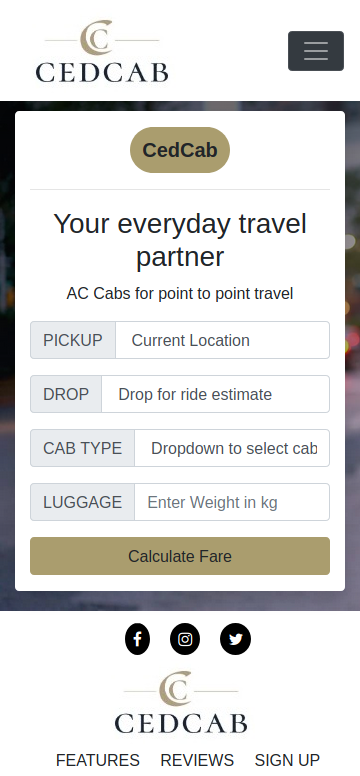 CEDCAB
CedCab
Your everyday travel
partner
AC Cabs for point to point travel
PICKUP Current Location
DROP Drop for ride estimate
CAB TYPE Dropdown to select cab
LUGGAGE Enter Weight in kg
Calculate Fare
CEDCAB
FEATURES REVIEWS SIGN UP